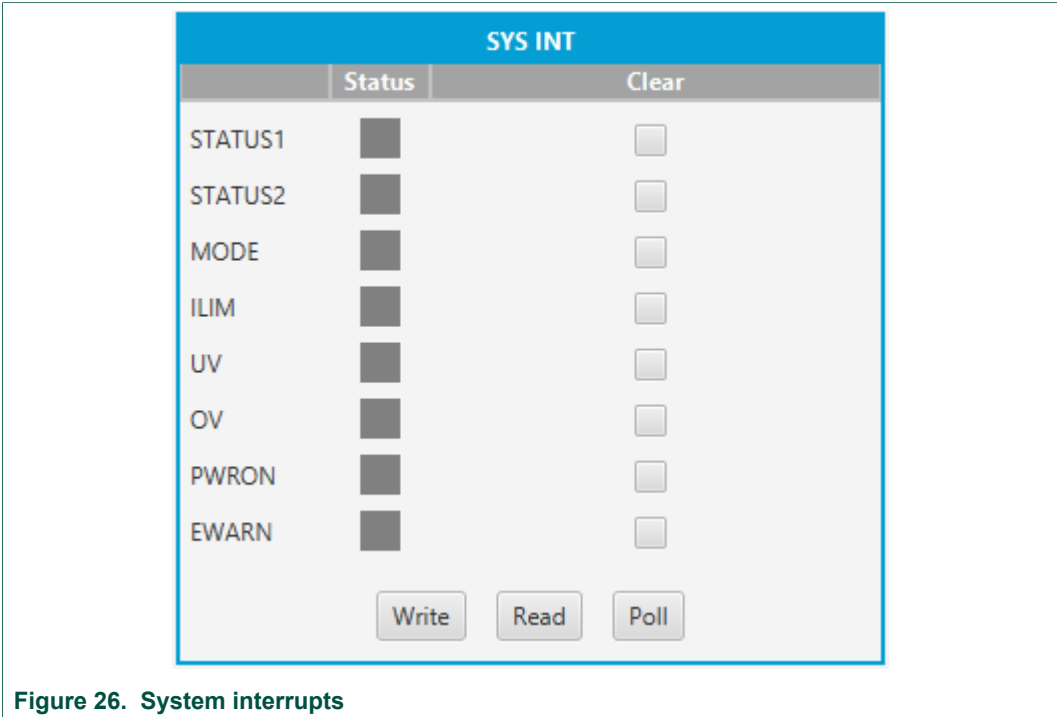 SYS INT
Status Clear
STATUS1
STATUS2
MODE
ILIM
UV
OV
PWRON
EWARN
Write Read Poll
Figure 26. System interrupts